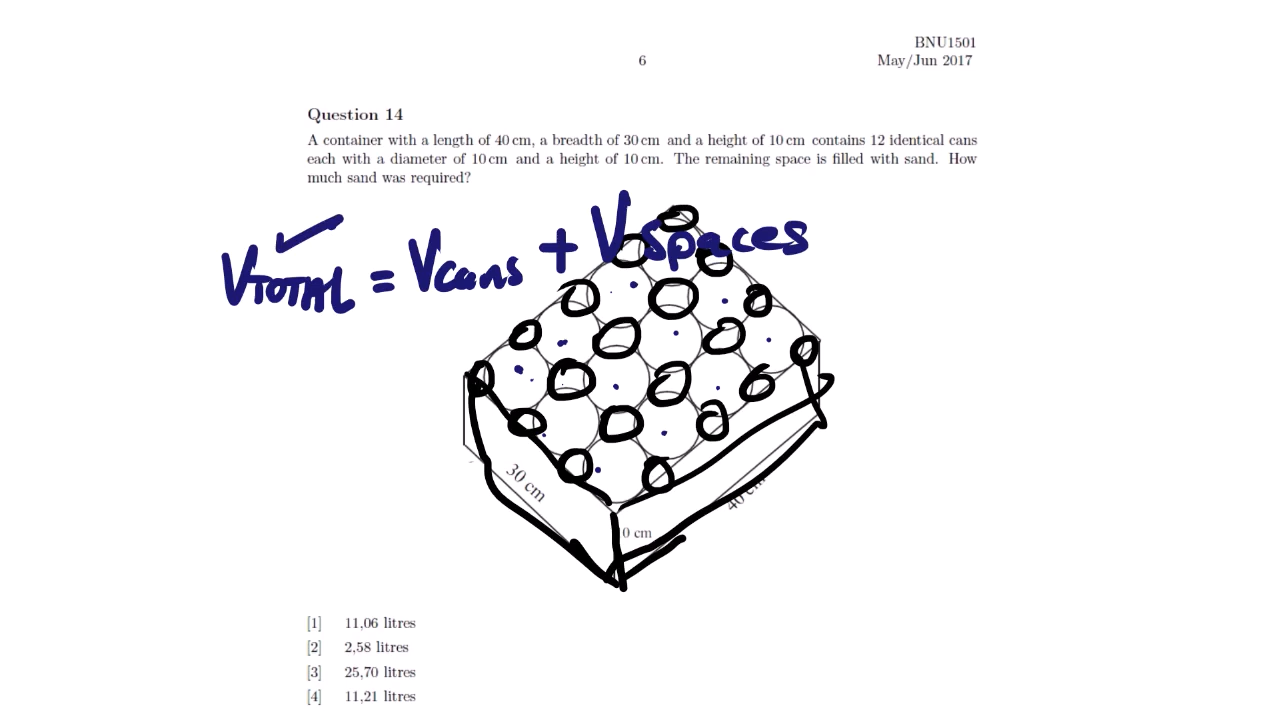 BNU1501
6
May/Jun 2017
Question 14
A container with a length of 40 cm, a breadth of 30 cm and a height of 10 cm contains 12 identical cans
each with a diameter of 10 cm and a height of 10 cm. The remaining space is filled with sand. How
much sand was required?
VTOTAL = Vcans + Vspaces
30 cm
0 cm
40 cm
[1] 11,06 litres
[2] 2,58 litres
[3] 25,70 litres
[4] 11,21 litres